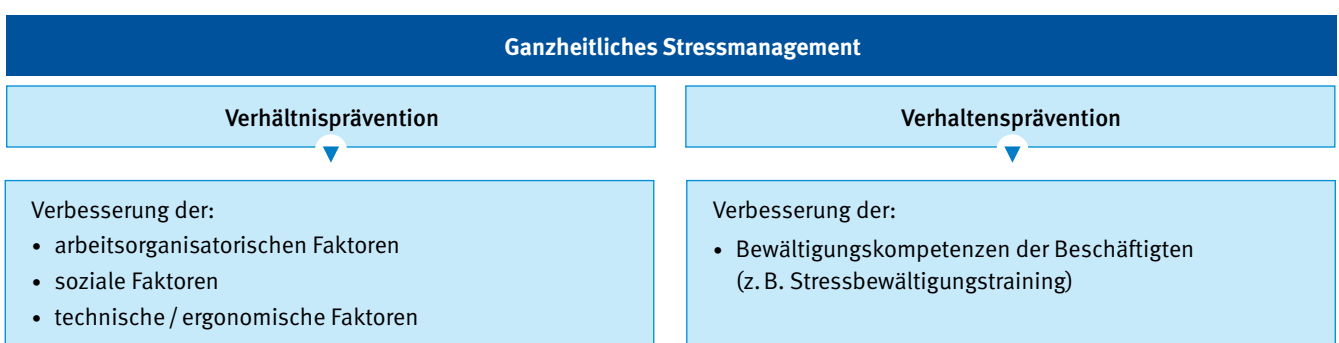 Ganzheitliches Stressmanagement
Verhältnisprävention
Verbesserung der:
• arbeitsorganisatorischen Faktoren
• soziale Faktoren
• technische / ergonomische Faktoren
Verhaltensprävention
Verbesserung der:
• Bewältigungskompetenzen der Beschäftigten
(z. B. Stressbewältigungstraining)